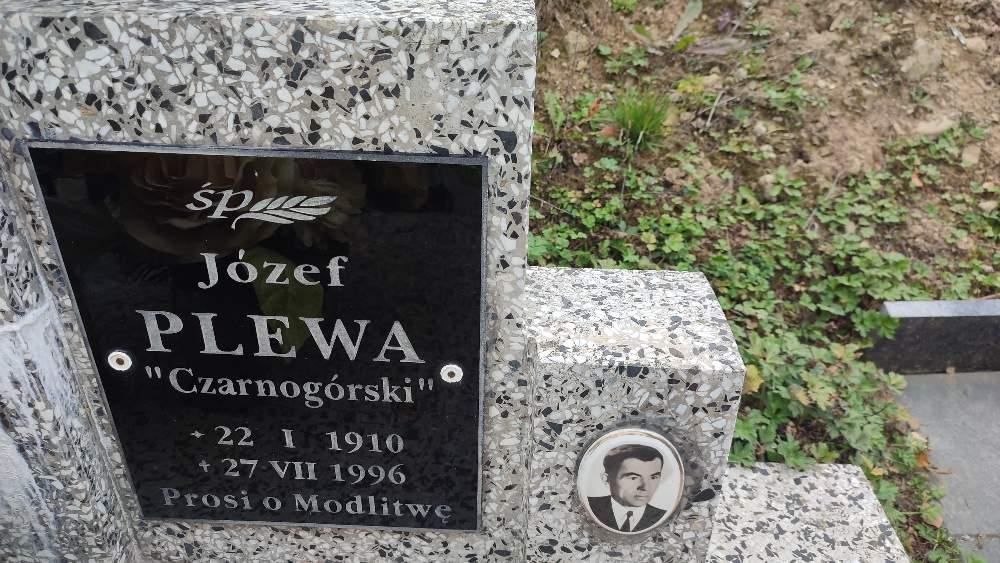 śp
Józef
PLEWA
"Czarnogórski"
22 I 1910
+ 27 VII 1996
Prosi o Modlitwę